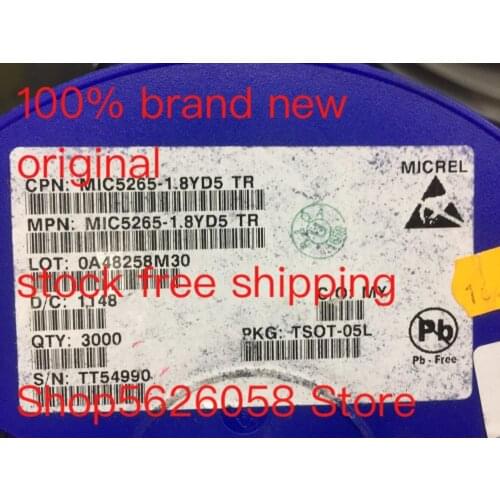 100% brand new
original
MICREL
CPN: MIC5265-1.8YD5 TR
MPN: MIC5265-1.8YD5 TR
LOT: 0A48258M30
stock free shipping
D/C: 1148
C/O: MY
QTY: 3000
PKG: TSOT-05L
Pb
Pb - Free
S/N: TT54990
Shop5626058 Store